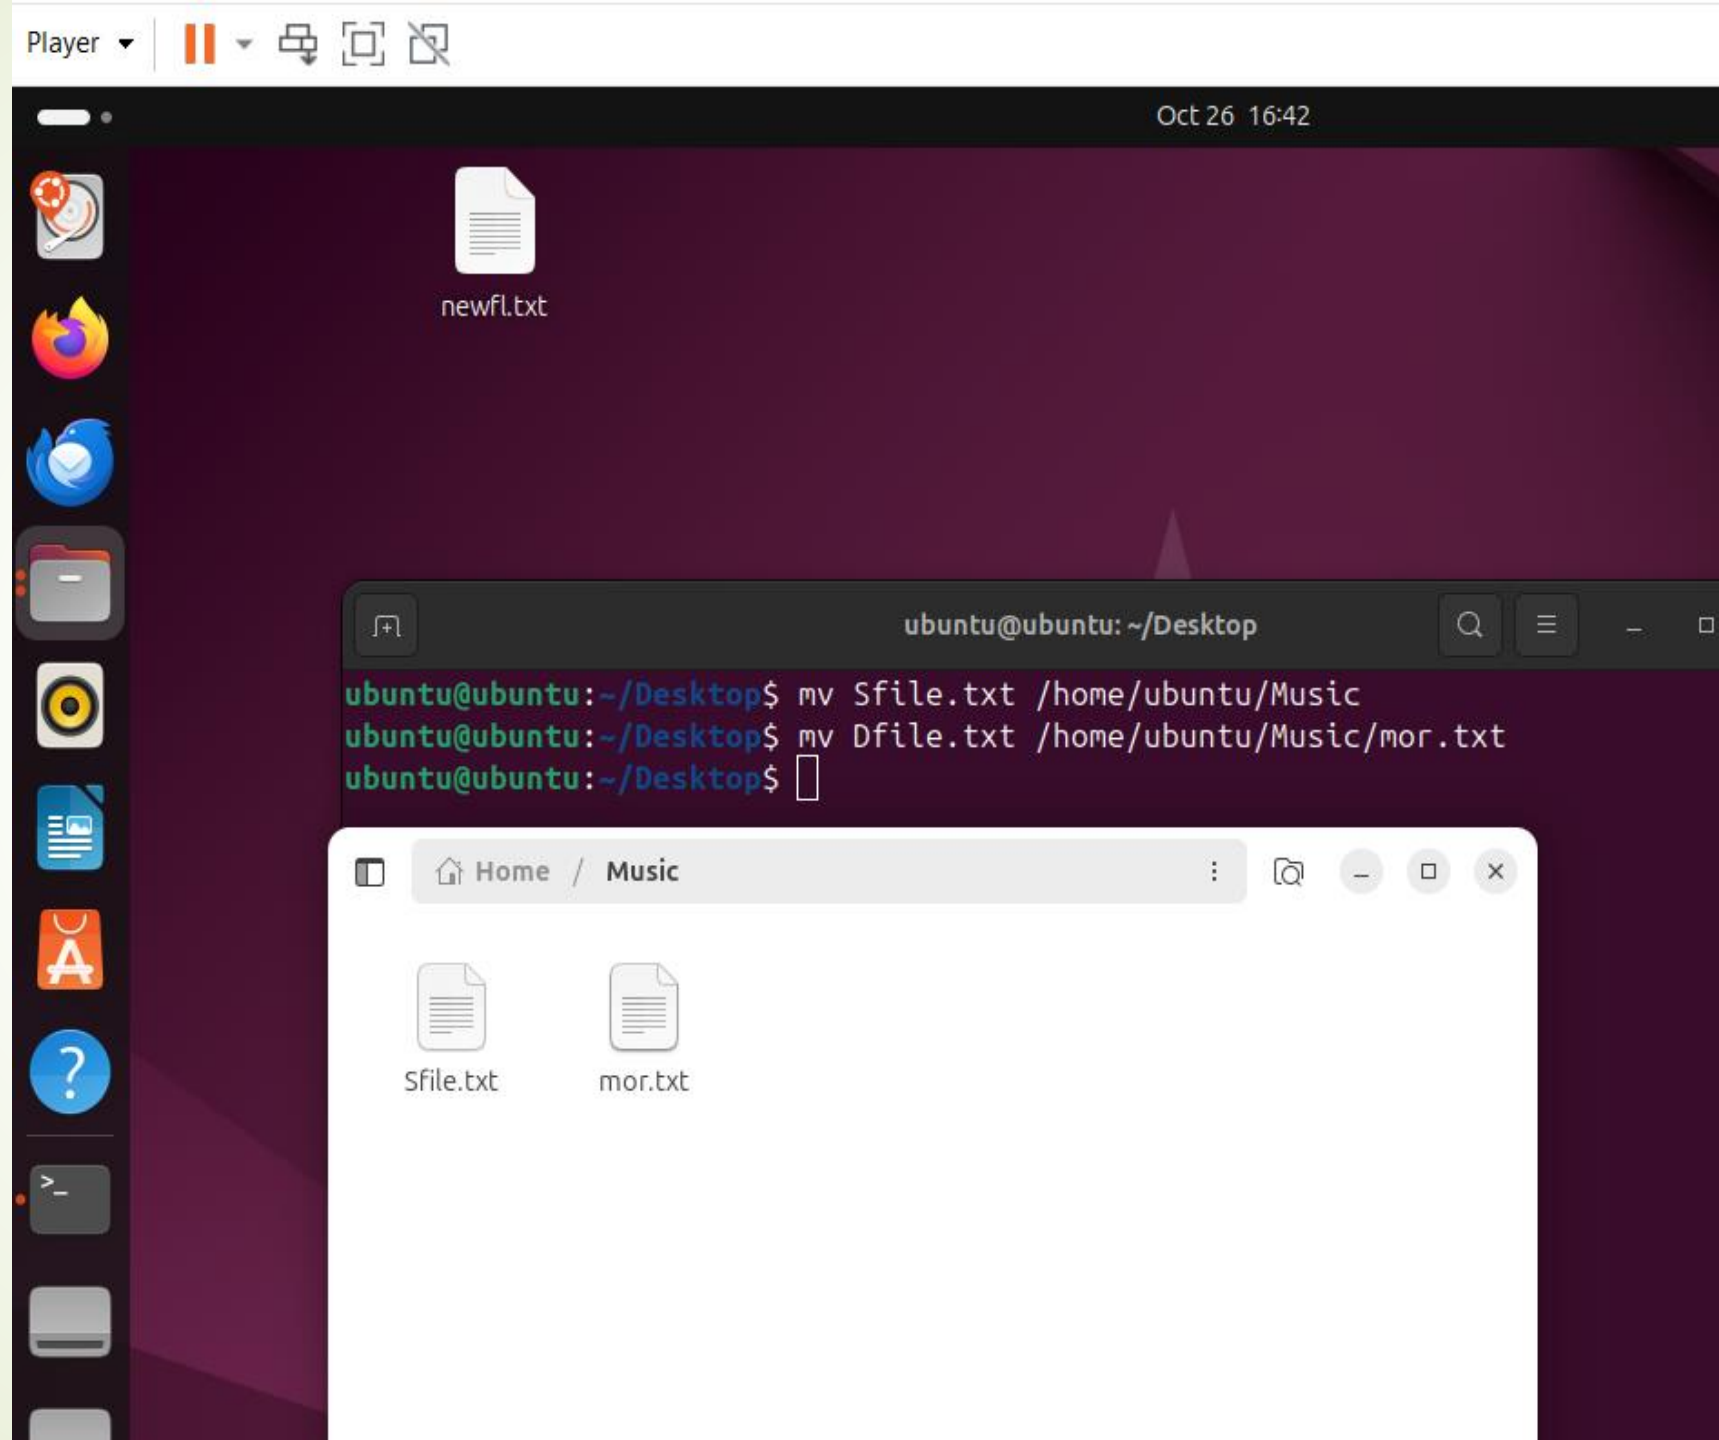 Player
Oct 26 16:42
newfl.txt
ubuntu@ubuntu: ~/Desktop
ubuntu@ubuntu:~/Desktop$ mv Sfile.txt /home/ubuntu/Music
ubuntu@ubuntu:~/Desktop$ mv Dfile.txt /home/ubuntu/Music/mor.txt
ubuntu@ubuntu:~/Desktop$
Home / Music
Sfile.txt
mor.txt